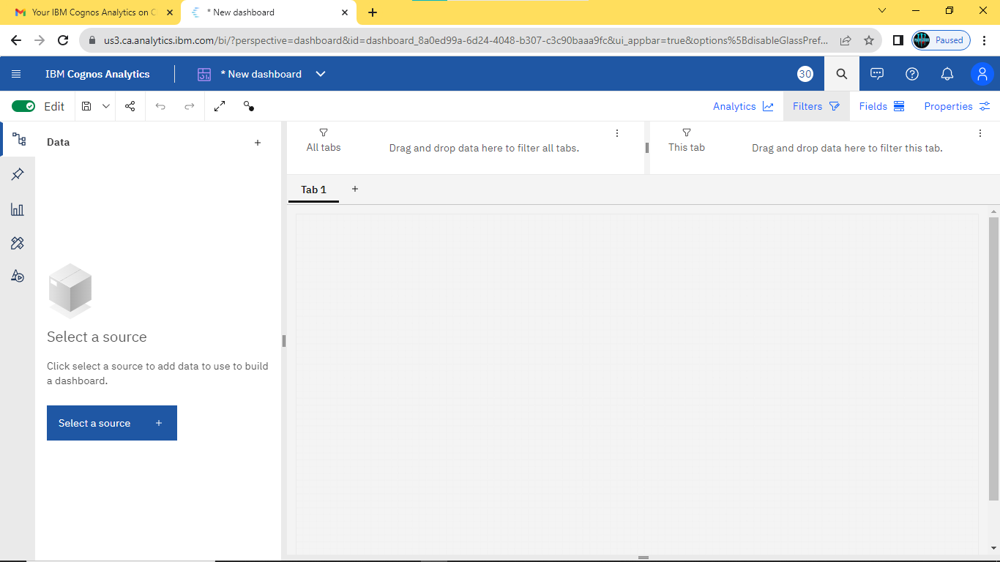 Your IBM Cognos Analytics on C
* New dashboard
us3.ca.analytics.ibm.com/bi/?perspective=dashboard&id=dashboard_8a0ed99a-6d24-4048-b307-c3c90baaa9fc&ui_appbar=true&options%5BdisableGlassPref...
Paused
IBM Cognos Analytics
* New dashboard
30
Edit
Analytics
Filters
Fields
Properties
Data
All tabs
Drag and drop data here to filter all tabs.
This tab
Drag and drop data here to filter this tab.
Tab 1
Select a source
Click select a source to add data to use to build
a dashboard.
Select a source